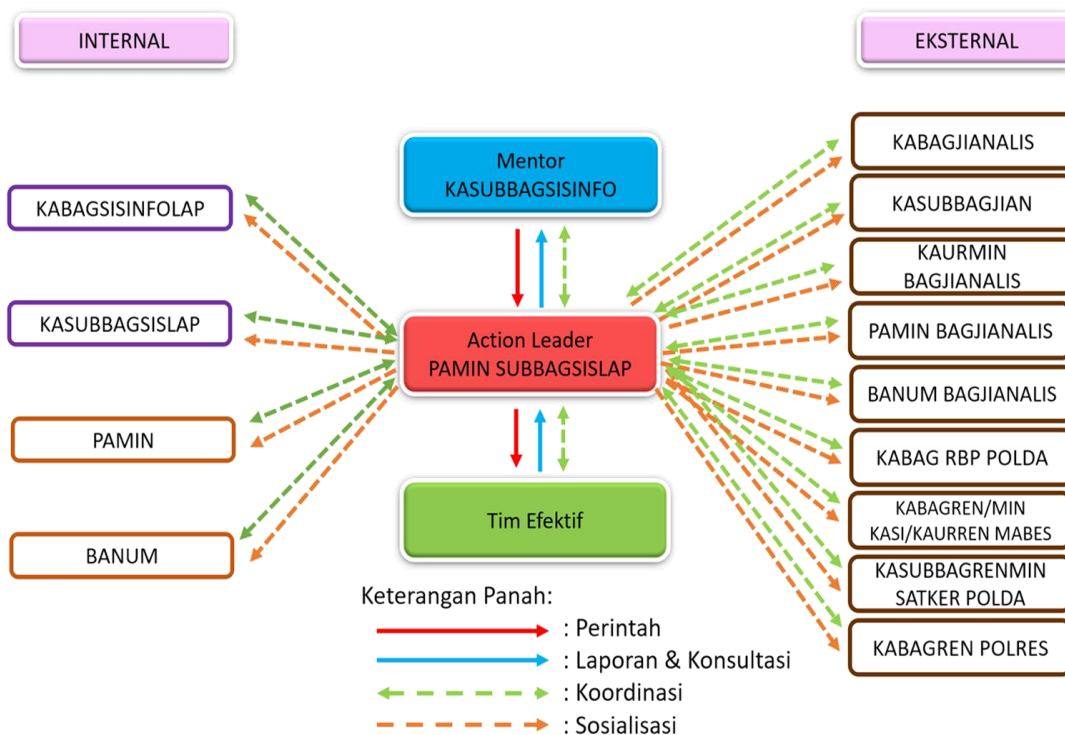 INTERNAL
EKSTERNAL
Mentor
KASUBBAGSISINFO
KABAGSISINFOLAP
KASUBBAGSISLAP
PAMIN
BANUM
Action Leader
PAMIN SUBBAGSISLAP
Tim Efektif
KABAGJIANALIS
KASUBBAGJIAN
KAURMIN
BAGJIANALIS
PAMIN BAGJIANALIS
BANUM BAGJIANALIS
KABAG RBP POLDA
KABAGREN/MIN
KASI/KAURREN MABES
KASUBBAGRENMIN
SATKER POLDA
KABAGREN POLRES
Keterangan Panah:
: Perintah
: Laporan & Konsultasi
: Koordinasi
: Sosialisasi